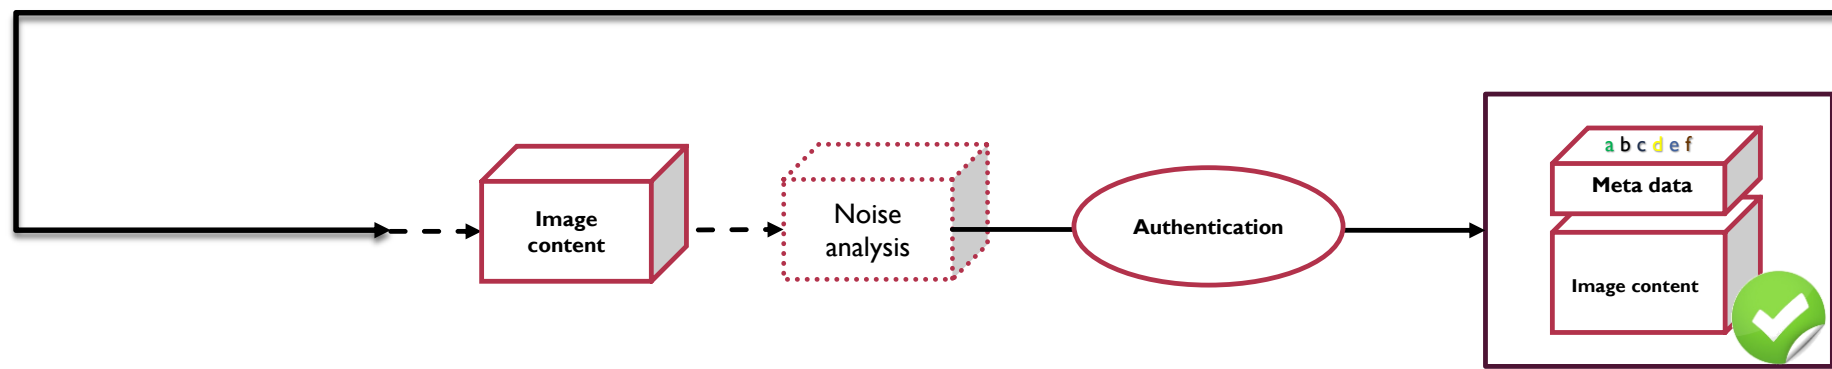 Image
content
Noise
analysis
Authentication
a b c d e f
Meta data
Image content